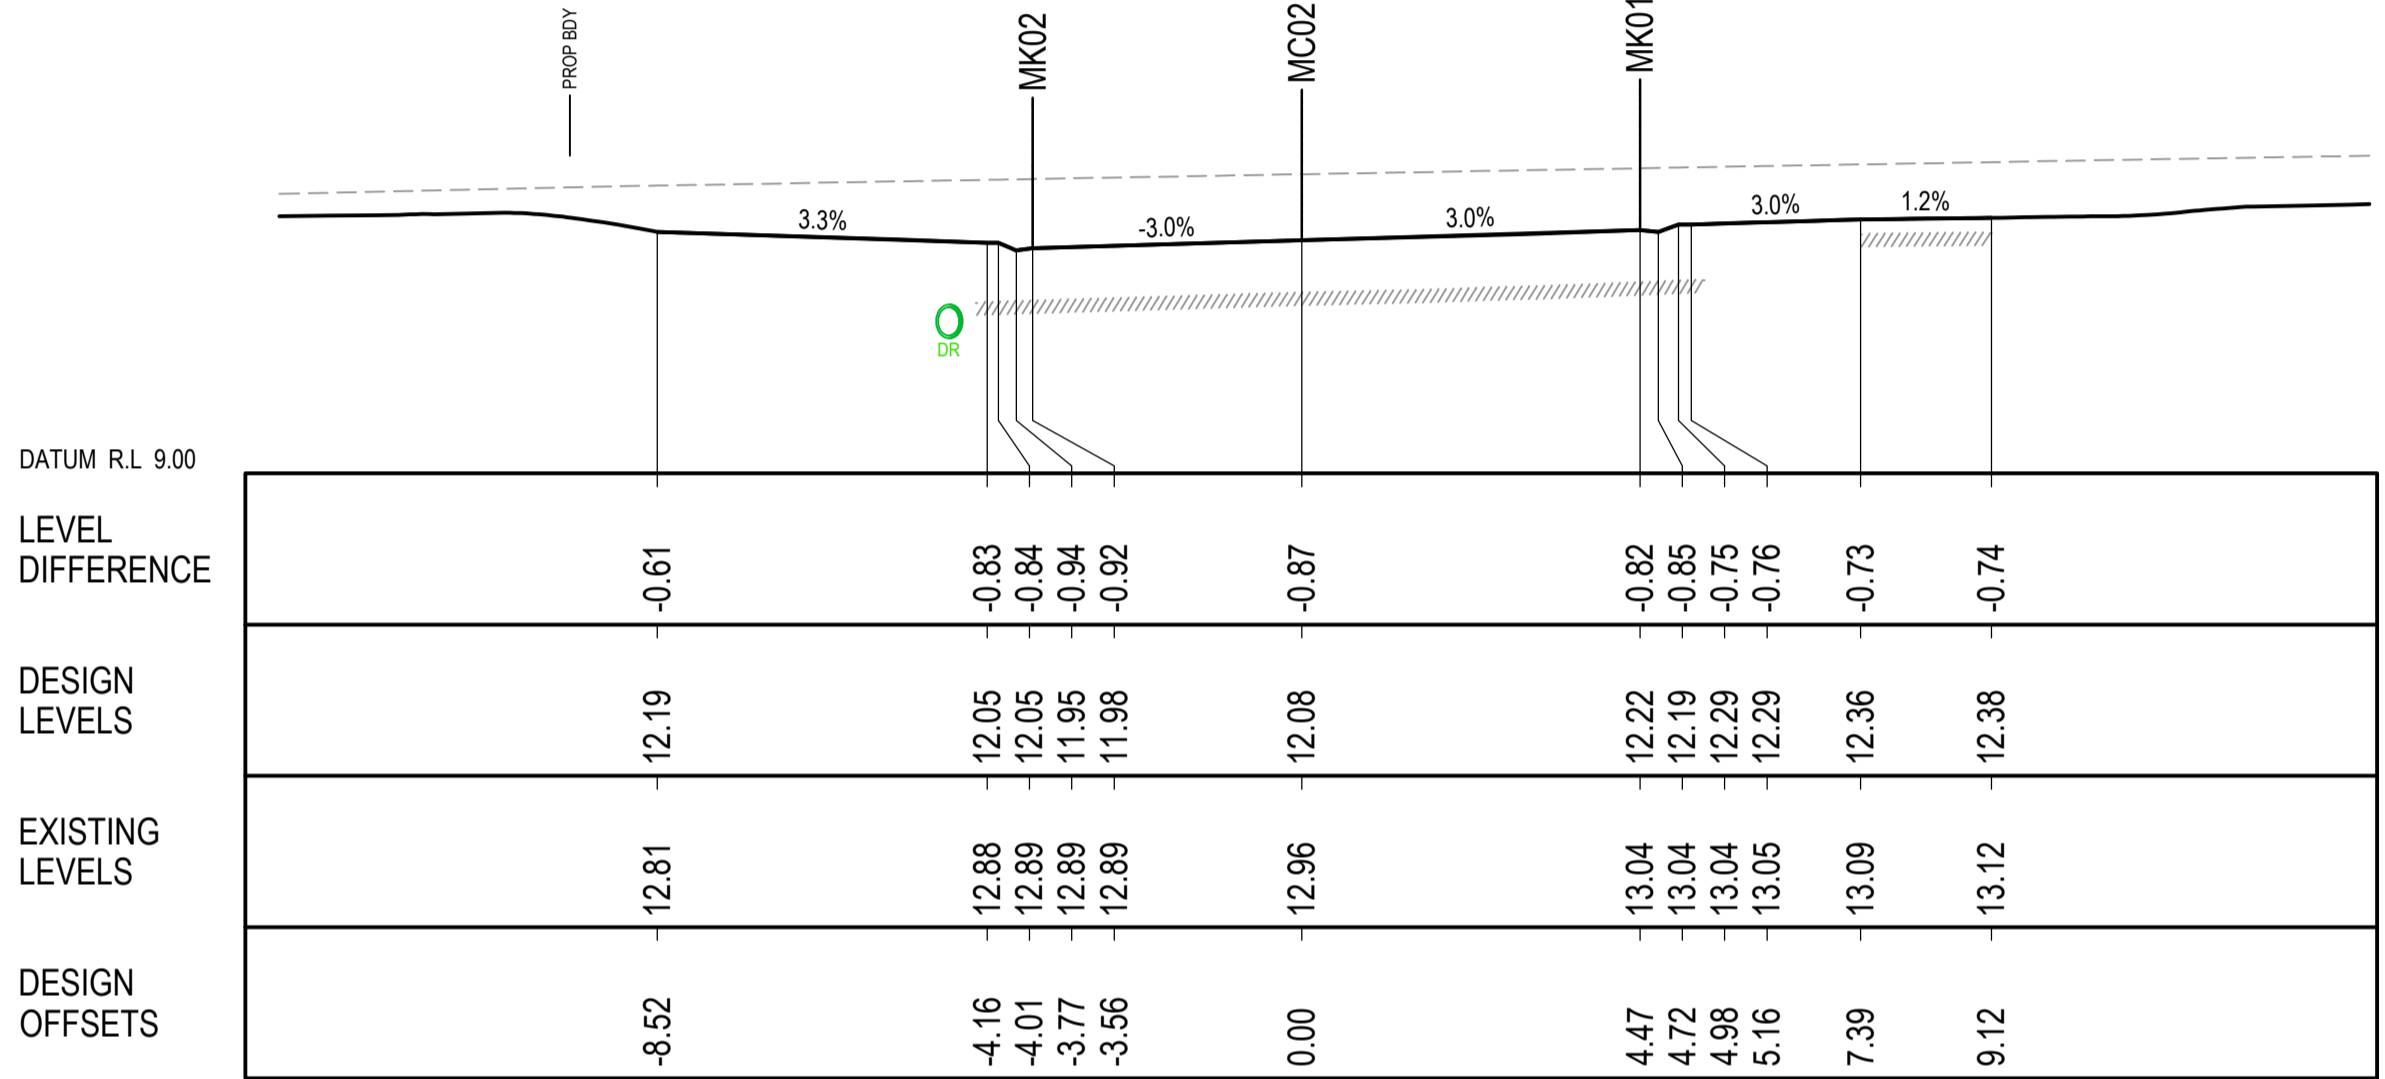 PROP BDY
MK02
MC02
MK01
3.3%
-3.0%
3.0%
3.0%
1.2%
DR
DATUM R.L 9.00
LEVEL
DIFFERENCE
-0.61 -0.83 -0.84 -0.94 -0.92 -0.87 -0.82 -0.85 -0.75 -0.76 -0.73 -0.74
DESIGN
LEVELS
12.19 12.05 12.05 11.95 11.98 12.08 12.22 12.19 12.29 12.29 12.36 12.38
EXISTING
LEVELS
12.81 12.88 12.89 12.89 12.89 12.96 13.04 13.04 13.04 13.05 13.09 13.12
DESIGN
OFFSETS
-8.52 -4.16 -4.01 -3.77 -3.56 0.00 4.47 4.72 4.98 5.16 7.39 9.12